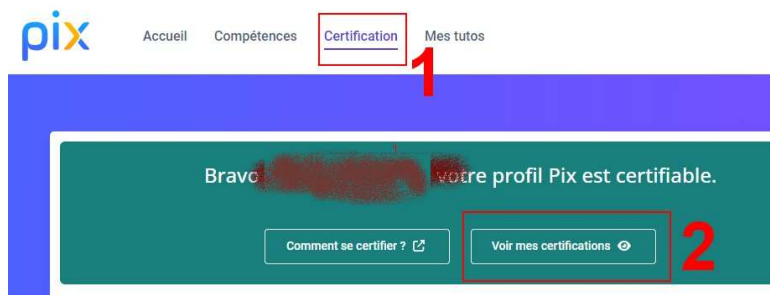 pix
Accueil Compétences Certification Mes tutos
1
Bravo votre profil Pix est certifiable.
Comment se certifier ? Voir mes certifications
2